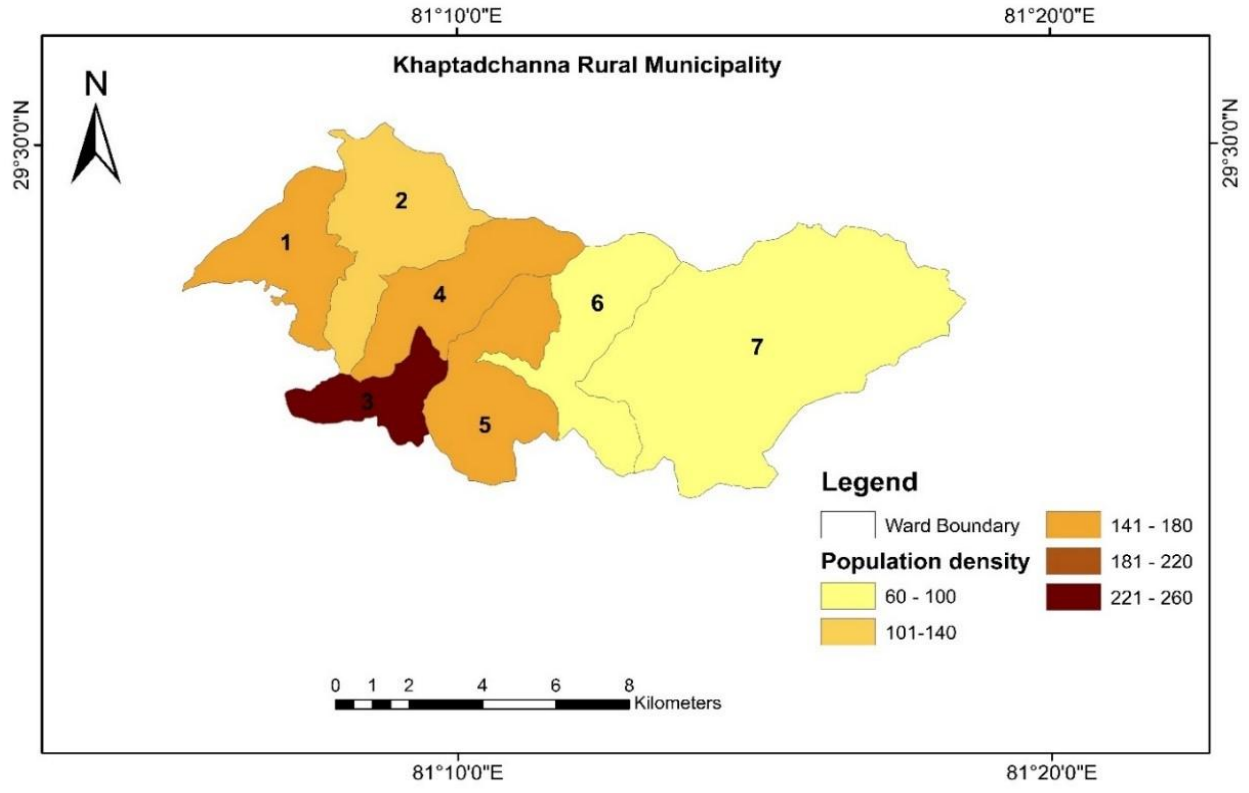 81°10'0"E 81°20'0"E
Khaptadchanna Rural Municipality
N
29°30'0"N 29°30'0"N
2
1
4
6
7
3
5
Legend
Ward Boundary 141 - 180
Population density 181 - 220
60 - 100 221 - 260
101-140
0 1 2 4 6 8
Kilometers
81°10'0"E 81°20'0"E